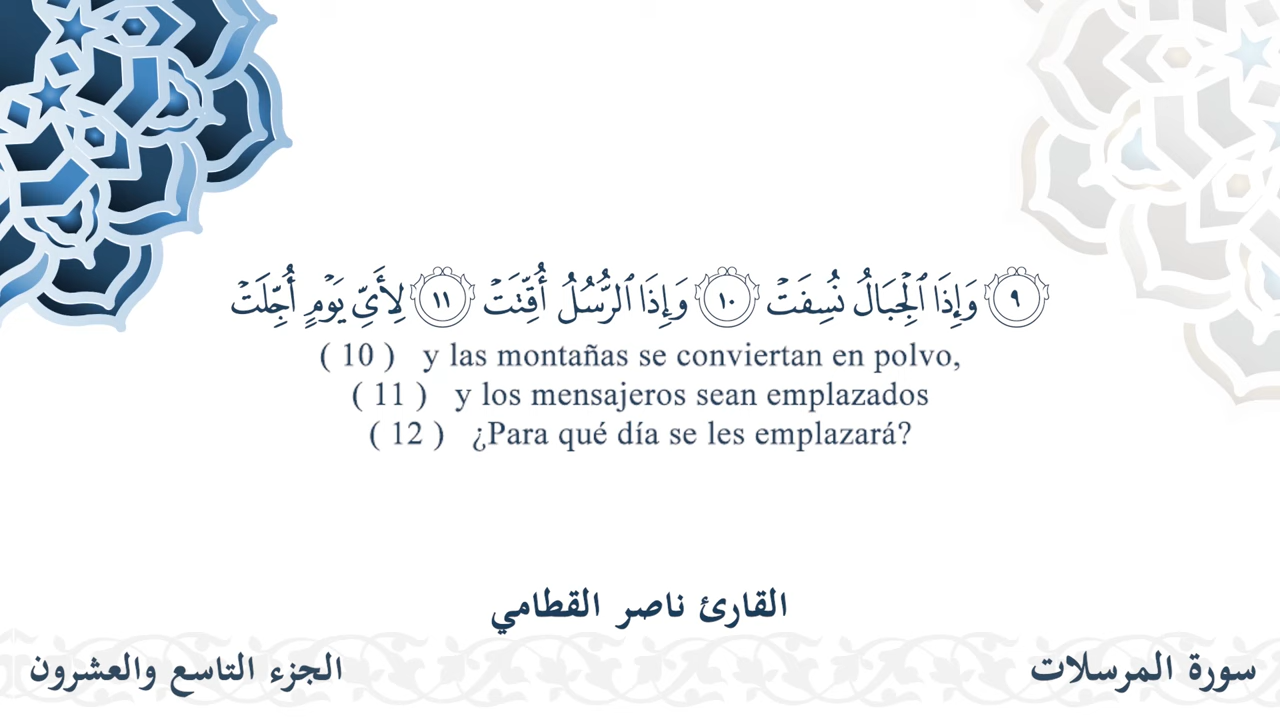 ٩ وَإِذَا ٱلْجِبَالُ نُسِفَتْ ١٠ وَإِذَا ٱلرُّسُلُ أُقِّتَتْ ١١ لِأَىِّ يَوْمٍ أُجِّلَتْ
( 10 ) y las montañas se conviertan en polvo,
( 11 ) y los mensajeros sean emplazados
( 12 ) ¿Para qué día se les emplazará?
القارئ ناصر القطامي
سورة المرسلات
الجزء التاسع والعشرون